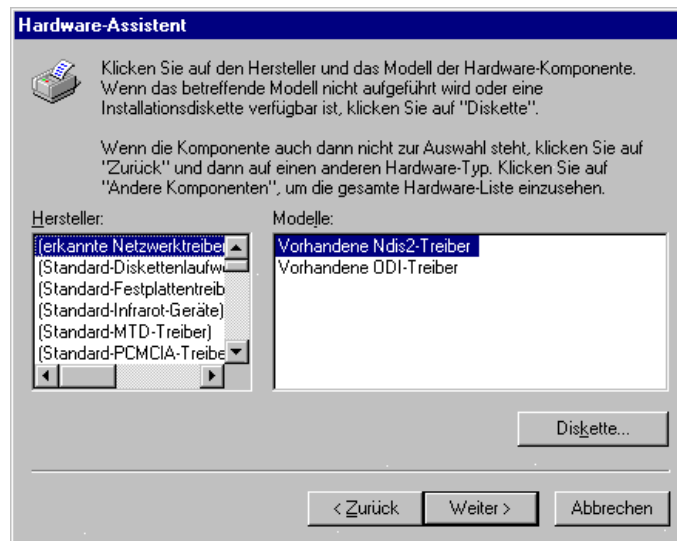 Hardware-Assistent
Klicken Sie auf den Hersteller und das Modell der Hardware-Komponente.
Wenn das betreffende Modell nicht aufgeführt wird oder eine
Installationsdiskette verfügbar ist, klicken Sie auf "Diskette".
Wenn die Komponente auch dann nicht zur Auswahl steht, klicken Sie auf
"Zurück" und dann auf einen anderen Hardware-Typ. Klicken Sie auf
"Andere Komponenten", um die gesamte Hardware-Liste einzusehen.
Hersteller:
(erkannte Netzwerktreiber
(Standard-Diskettenlaufw
(Standard-Festplattentreib
(Standard-Infrarot-Geräte)
(Standard-MTD-Treiber)
(Standard-PCMCIA-Treibe
Modelle:
Vorhandene Ndis2-Treiber
Vorhandene ODI-Treiber
Diskette...
< Zurück
Weiter >
Abbrechen